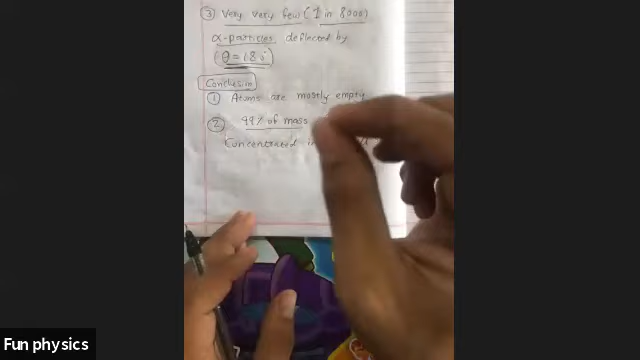 ③ Very very few (1 in 8000)
α-particles deflected by
(θ = 180°)
Conclusion
① Atoms are mostly empty
② 99% of mass
Concentrated in
Fun physics